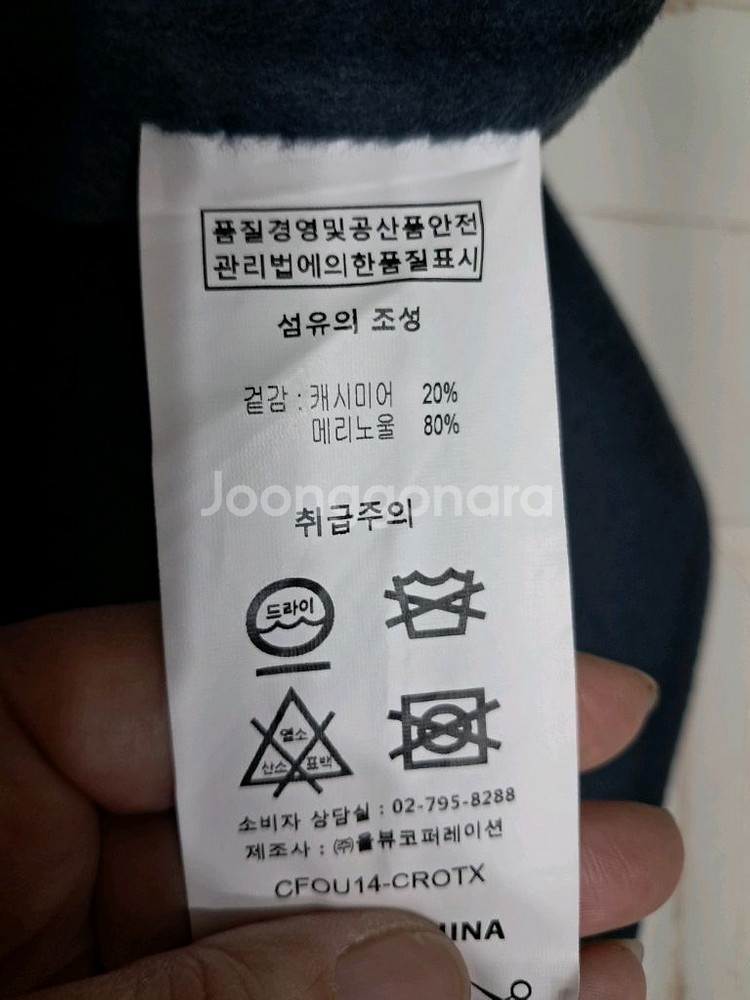 품질경영및공산품안전
관리법에의한품질표시
섬유의 조성
겉감 : 캐시미어 20%
메리노울 80%
Joonggonara
취급주의
드라이
염소
산소 표백
소비자 상담실 : 02-795-8288
제조사 : ㈜올뷰코퍼레이션
CFOU14-CROTX